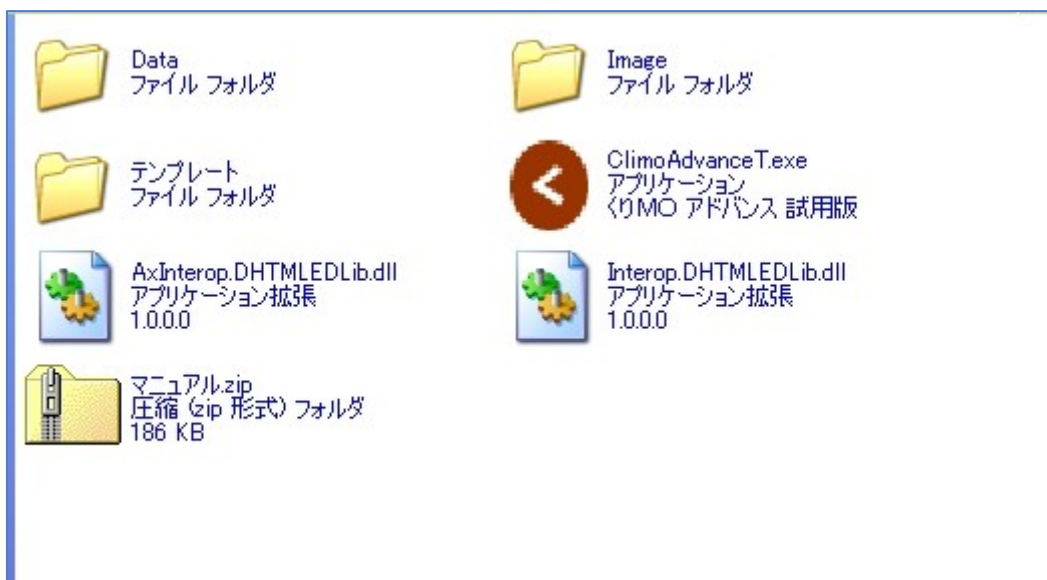 Data
ファイル フォルダ
Image
ファイル フォルダ
テンプレート
ファイル フォルダ
ClimoAdvanceT.exe
アプリケーション
くりMO アドバンス 試用版
AxInterop.DHTMLEDLib.dll
アプリケーション拡張
1.0.0.0
Interop.DHTMLEDLib.dll
アプリケーション拡張
1.0.0.0
マニュアル.zip
圧縮 (zip 形式) フォルダ
186 KB